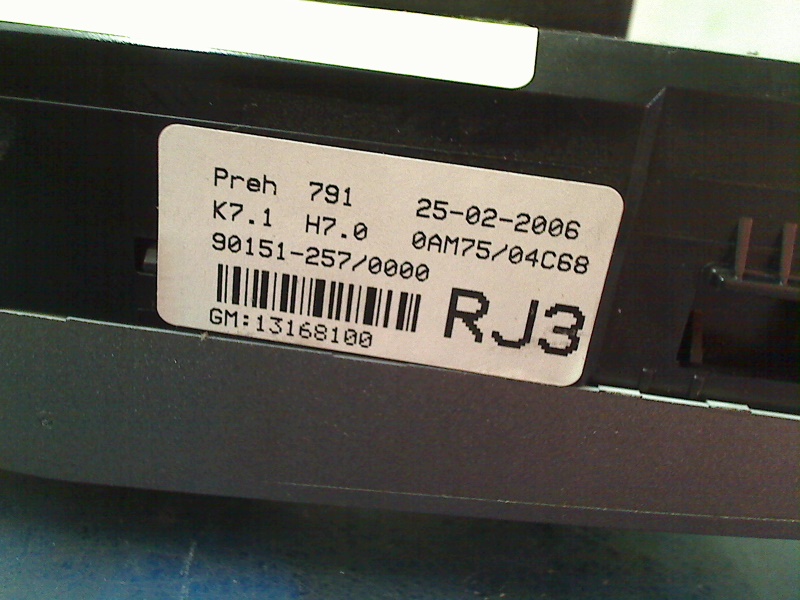 Preh 791 25-02-2006
K7.1 H7.0 0AM75/04C68
90151-257/0000
GM:13168100
RJ3